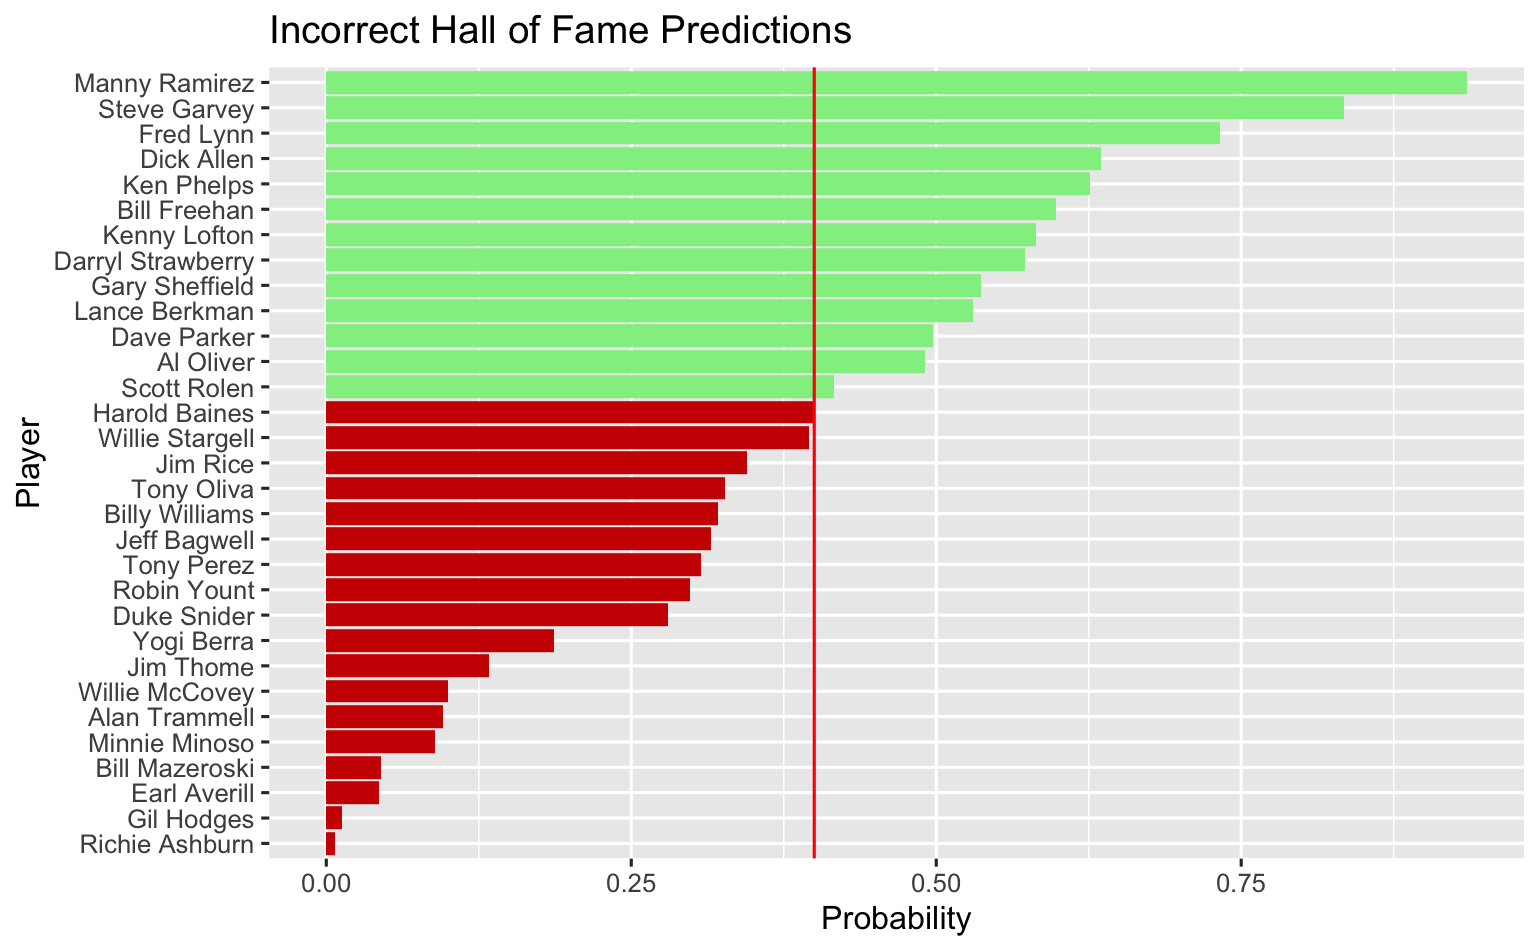 Incorrect Hall of Fame Predictions
Player
Manny Ramirez
Steve Garvey
Fred Lynn
Dick Allen
Ken Phelps
Bill Freehan
Kenny Lofton
Darryl Strawberry
Gary Sheffield
Lance Berkman
Dave Parker
Al Oliver
Scott Rolen
Harold Baines
Willie Stargell
Jim Rice
Tony Oliva
Billy Williams
Jeff Bagwell
Tony Perez
Robin Yount
Duke Snider
Yogi Berra
Jim Thome
Willie McCovey
Alan Trammell
Minnie Minoso
Bill Mazeroski
Earl Averill
Gil Hodges
Richie Ashburn
0.00 0.25 0.50 0.75
Probability